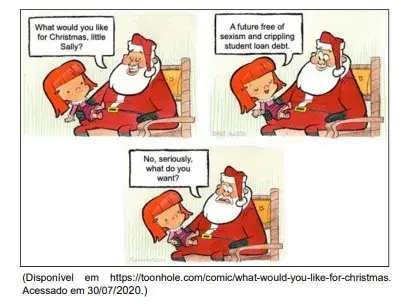 What would you like
for Christmas, little
Sally?
A future free of
sexism and crippling
student loan debt.
No, seriously,
what do you
want?
(Disponível em https://toonhole.com/comic/what-would-you-like-for-christmas.
Acessado em 30/07/2020.)